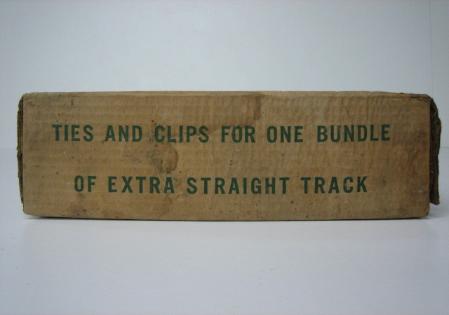 TIES AND CLIPS FOR ONE BUNDLE
OF EXTRA STRAIGHT TRACK